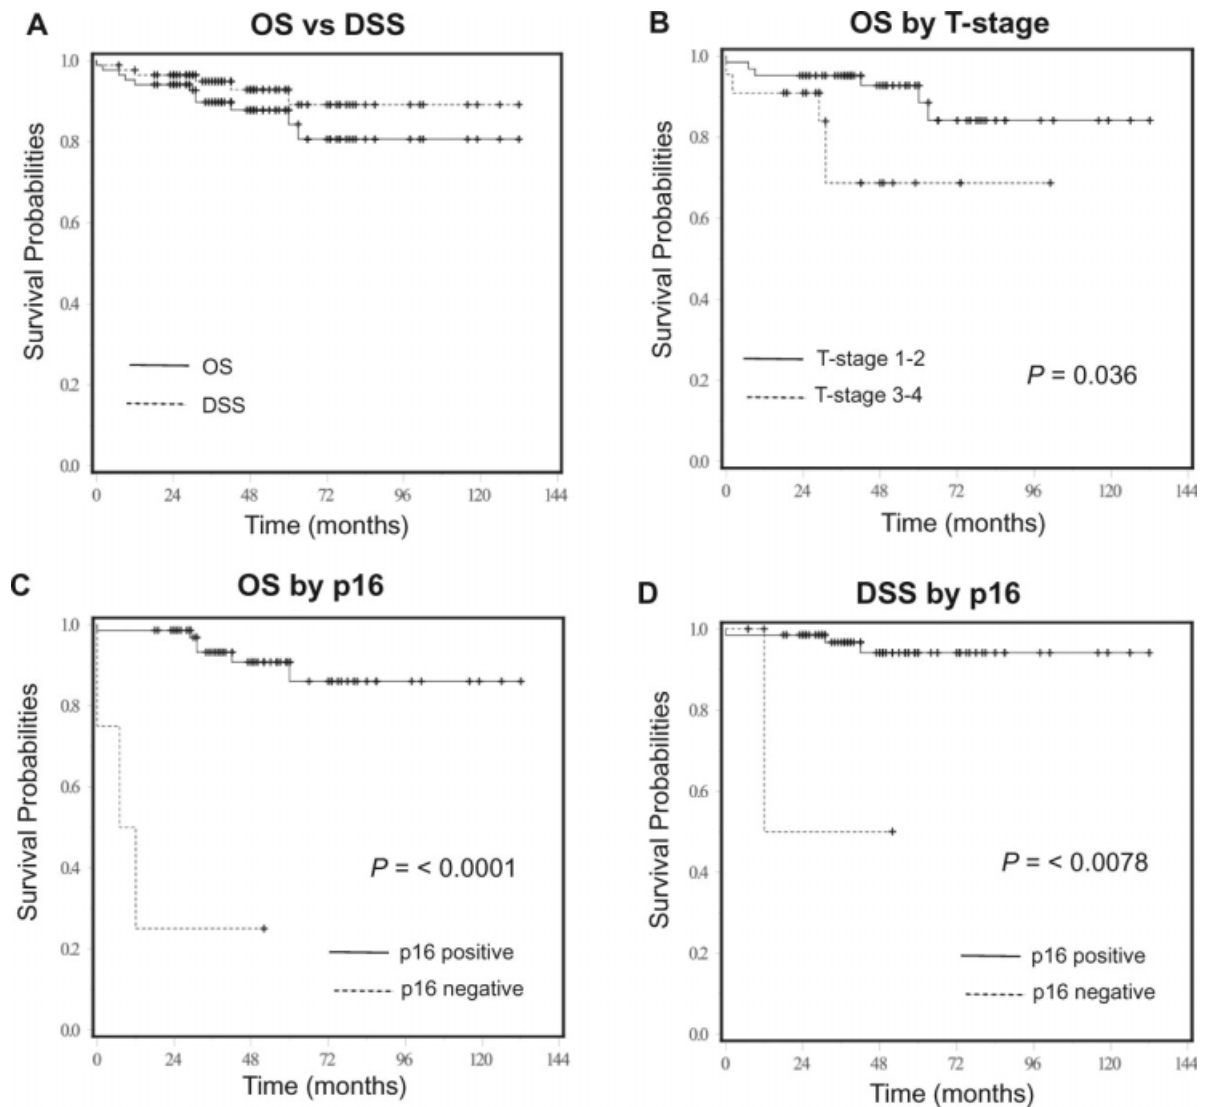 A
OS vs DSS
Survival Probabilities
1.0
0.8
0.6
0.4
0.2
0.0
OS
DSS
0 24 48 72 96 120 144
Time (months)
B
OS by T-stage
Survival Probabilities
1.0
0.8
0.6
0.4
0.2
0.0
T-stage 1-2
T-stage 3-4
P = 0.036
0 24 48 72 96 120 144
Time (months)
C
OS by p16
Survival Probabilities
1.0
0.8
0.6
0.4
0.2
0.0
P = < 0.0001
p16 positive
p16 negative
0 24 48 72 96 120 144
Time (months)
D
DSS by p16
Survival Probabilities
1.0
0.8
0.6
0.4
0.2
0.0
P = < 0.0078
p16 positive
p16 negative
0 24 48 72 96 120 144
Time (months)